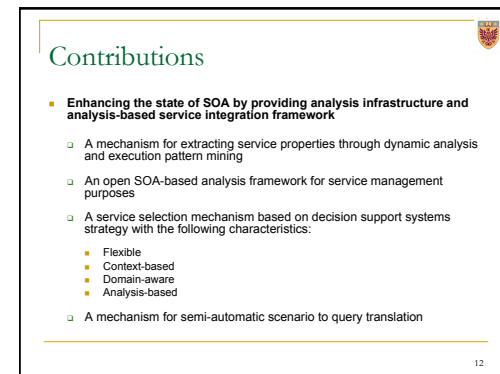 Contributions
Enhancing the state of SOA by providing analysis infrastructure and
analysis-based service integration framework
A mechanism for extracting service properties through dynamic analysis
and execution pattern mining
An open SOA-based analysis framework for service management
purposes
A service selection mechanism based on decision support systems
strategy with the following characteristics:
Flexible
Context-based
Domain-aware
Analysis-based
A mechanism for semi-automatic scenario to query translation
12